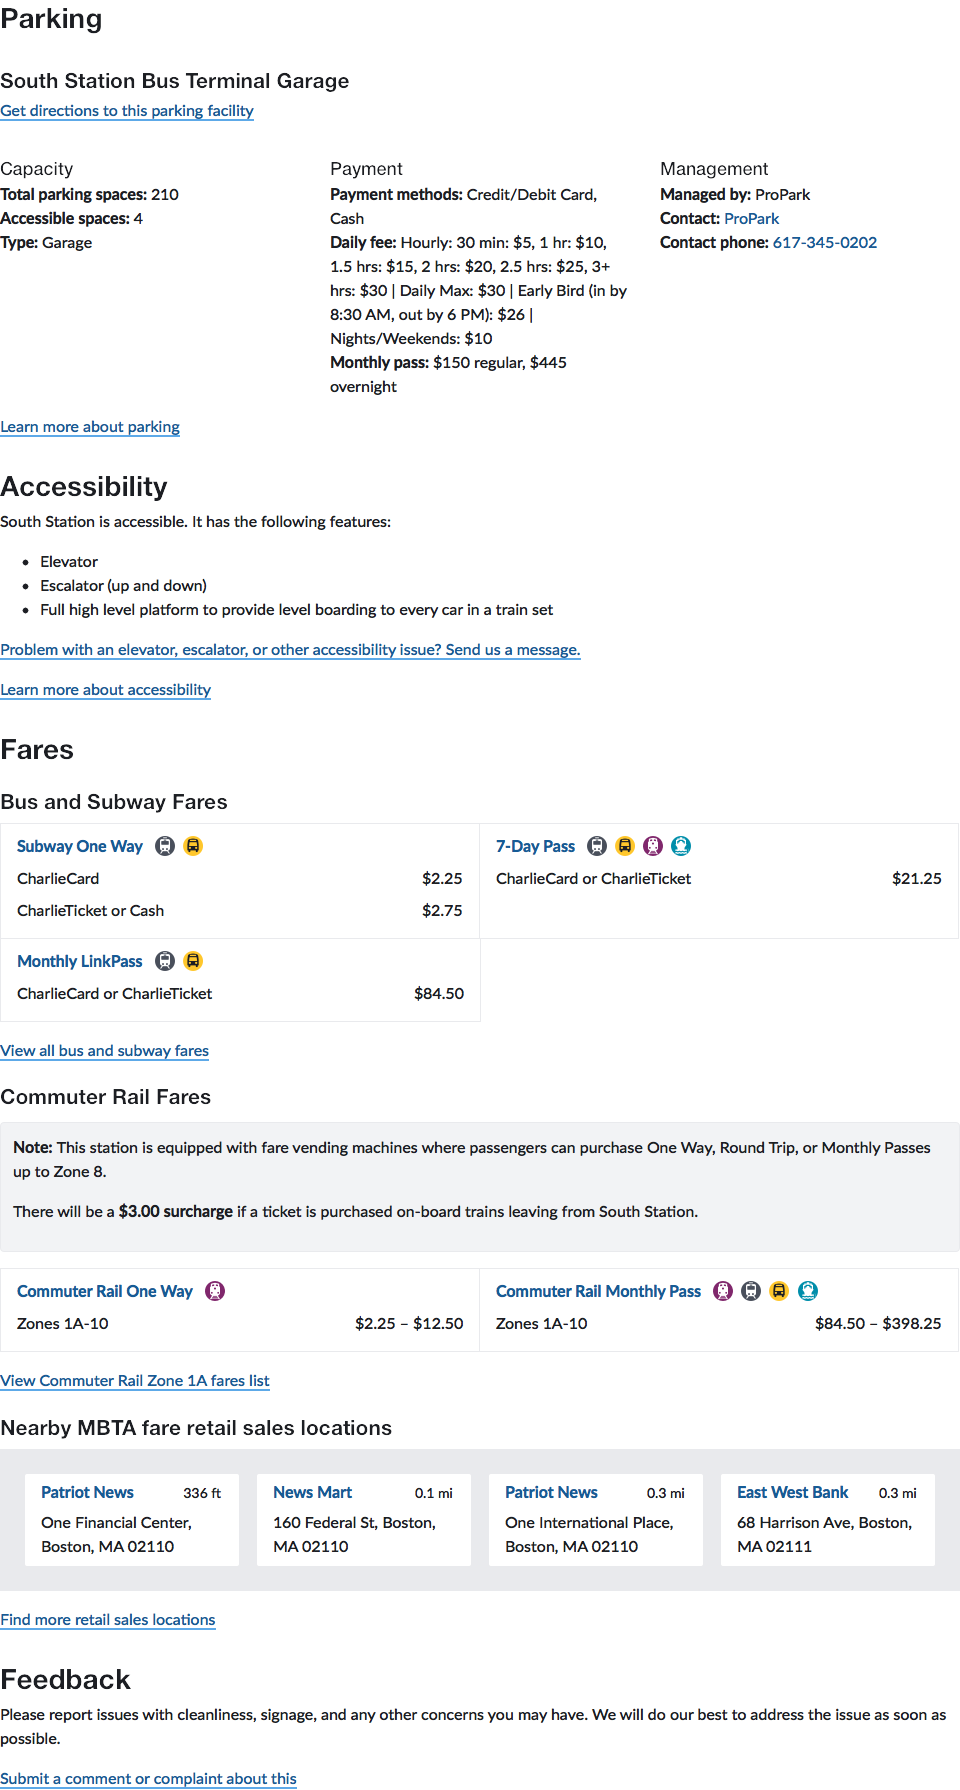 Parking
South Station Bus Terminal Garage
Get directions to this parking facility
Capacity
Total parking spaces: 210
Accessible spaces: 4
Type: Garage
Payment
Payment methods: Credit/Debit Card,
Cash
Daily fee: Hourly: 30 min: $5, 1 hr: $10,
1.5 hrs: $15, 2 hrs: $20, 2.5 hrs: $25, 3+
hrs: $30 | Daily Max: $30 | Early Bird (in by
8:30 AM, out by 6 PM): $26 |
Nights/Weekends: $10
Monthly pass: $150 regular, $445
overnight
Management
Managed by: ProPark
Contact: ProPark
Contact phone: 617-345-0202
Learn more about parking
Accessibility
South Station is accessible. It has the following features:
• Elevator
• Escalator (up and down)
• Full high level platform to provide level boarding to every car in a train set
Problem with an elevator, escalator, or other accessibility issue? Send us a message.
Learn more about accessibility
Fares
Bus and Subway Fares
Subway One Way
CharlieCard $2.25
CharlieTicket or Cash $2.75
7-Day Pass
CharlieCard or CharlieTicket $21.25
Monthly LinkPass
CharlieCard or CharlieTicket $84.50
View all bus and subway fares
Commuter Rail Fares
Note: This station is equipped with fare vending machines where passengers can purchase One Way, Round Trip, or Monthly Passes
up to Zone 8.
There will be a $3.00 surcharge if a ticket is purchased on-board trains leaving from South Station.
Commuter Rail One Way
Zones 1A-10 $2.25 – $12.50
Commuter Rail Monthly Pass
Zones 1A-10 $84.50 – $398.25
View Commuter Rail Zone 1A fares list
Nearby MBTA fare retail sales locations
Patriot News 336 ft
One Financial Center,
Boston, MA 02110
News Mart 0.1 mi
160 Federal St, Boston,
MA 02110
Patriot News 0.3 mi
One International Place,
Boston, MA 02110
East West Bank 0.3 mi
68 Harrison Ave, Boston,
MA 02111
Find more retail sales locations
Feedback
Please report issues with cleanliness, signage, and any other concerns you may have. We will do our best to address the issue as soon as
possible.
Submit a comment or complaint about this